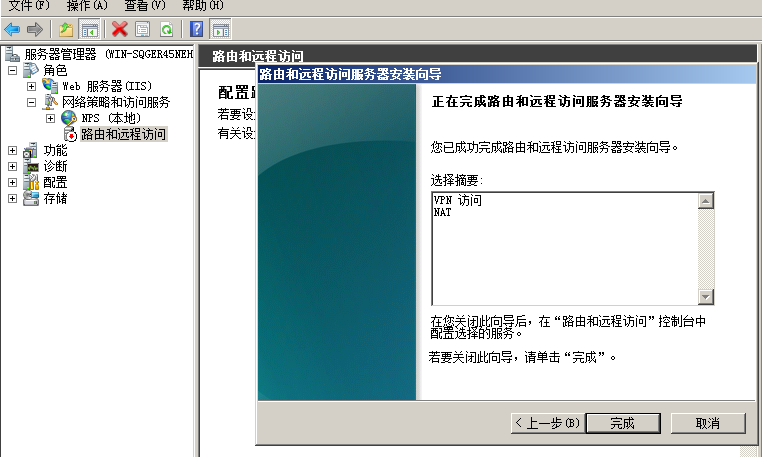 文件(F) 操作(A) 查看(V) 帮助(H)
服务器管理器 (WIN-SQGER45NEH
角色
Web 服务器(IIS)
网络策略和访问服务
NPS (本地)
路由和远程访问
功能
诊断
配置
存储
路由和远程访问
配置路
若要设
有关设
路由和远程访问服务器安装向导
正在完成路由和远程访问服务器安装向导
您已成功完成路由和远程访问服务器安装向导。
选择摘要:
VPN 访问
NAT
在您关闭此向导后，在“路由和远程访问”控制台中
配置选择的服务。
若要关闭此向导，请单击“完成”。
< 上一步(B)
完成
取消